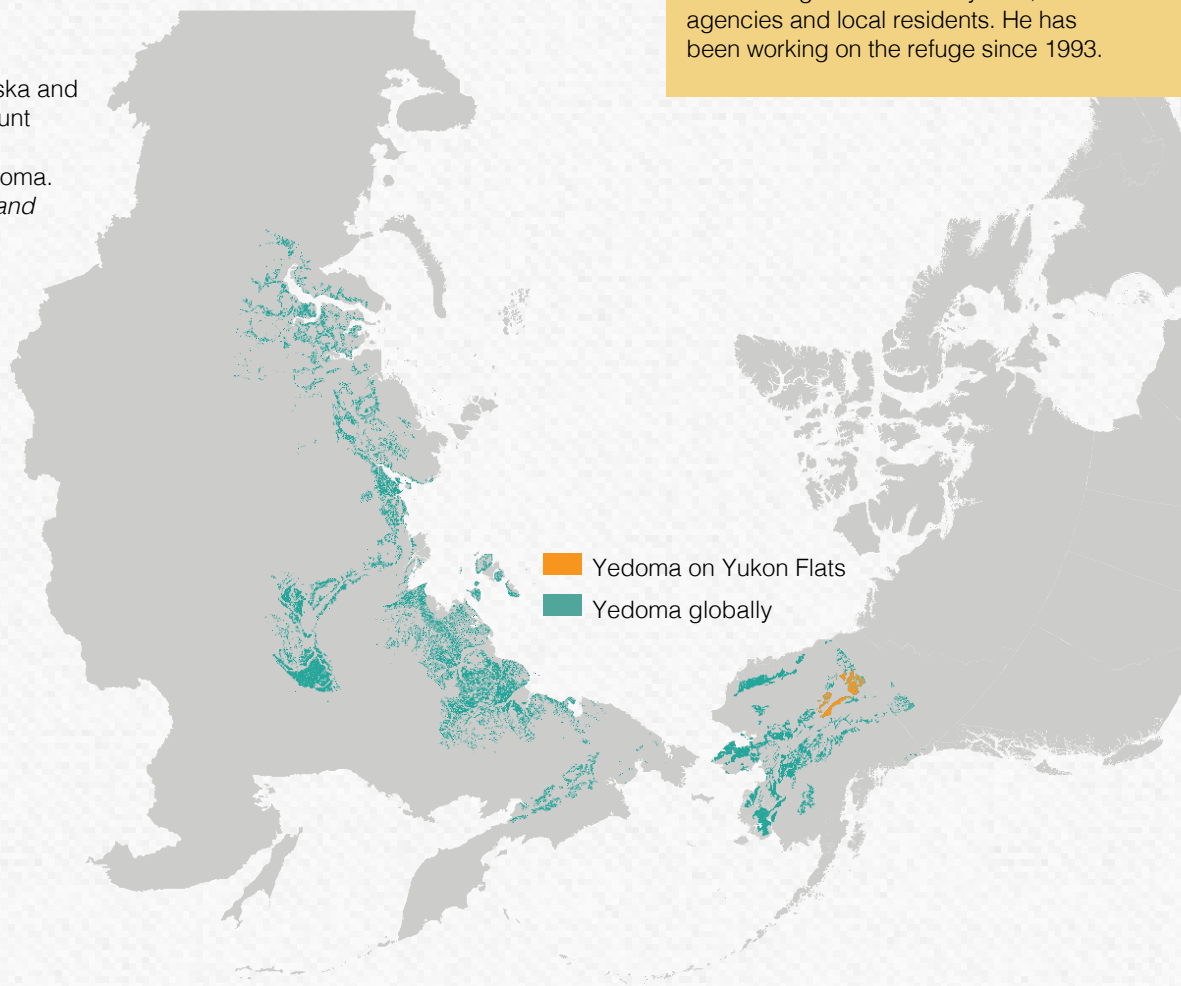 ska and
unt
oma.
and
agencies and local residents. He has
been working on the refuge since 1993.
Yedoma on Yukon Flats
Yedoma globally